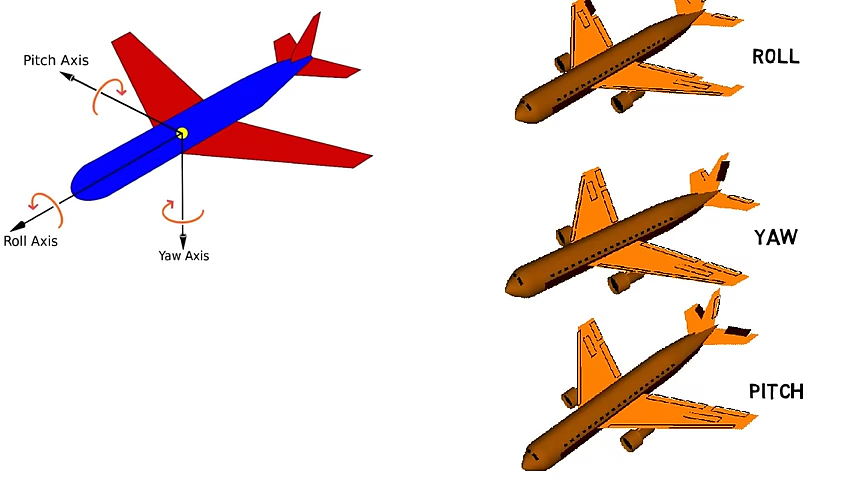 Pitch Axis
Roll Axis
Yaw Axis
ROLL
YAW
PITCH